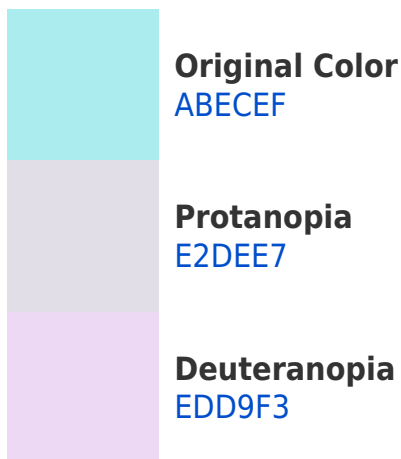 Original Color
ABECEF
Protanopia
E2DEE7
Deuteranopia
EDD9F3